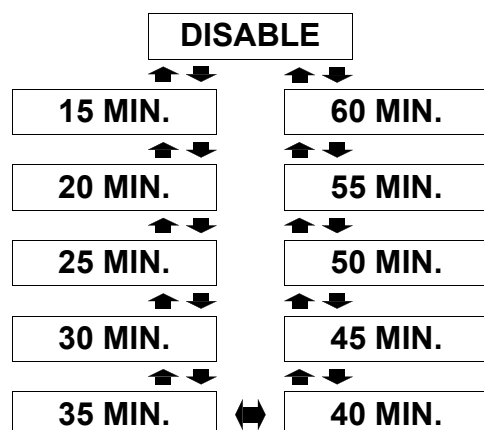 DISABLE
15 MIN.
60 MIN.
20 MIN.
55 MIN.
25 MIN.
50 MIN.
30 MIN.
45 MIN.
35 MIN.
40 MIN.